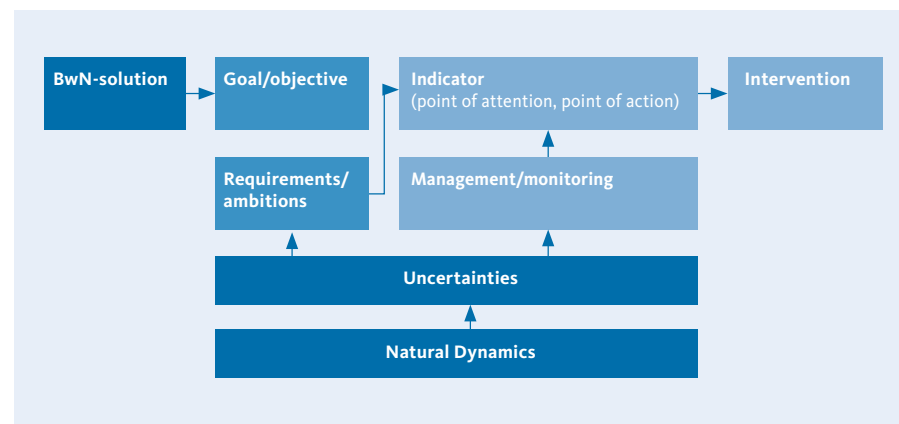 BwN-solution
Goal/objective
Indicator
(point of attention, point of action)
Intervention
Requirements/
ambitions
Management/monitoring
Uncertainties
Natural Dynamics